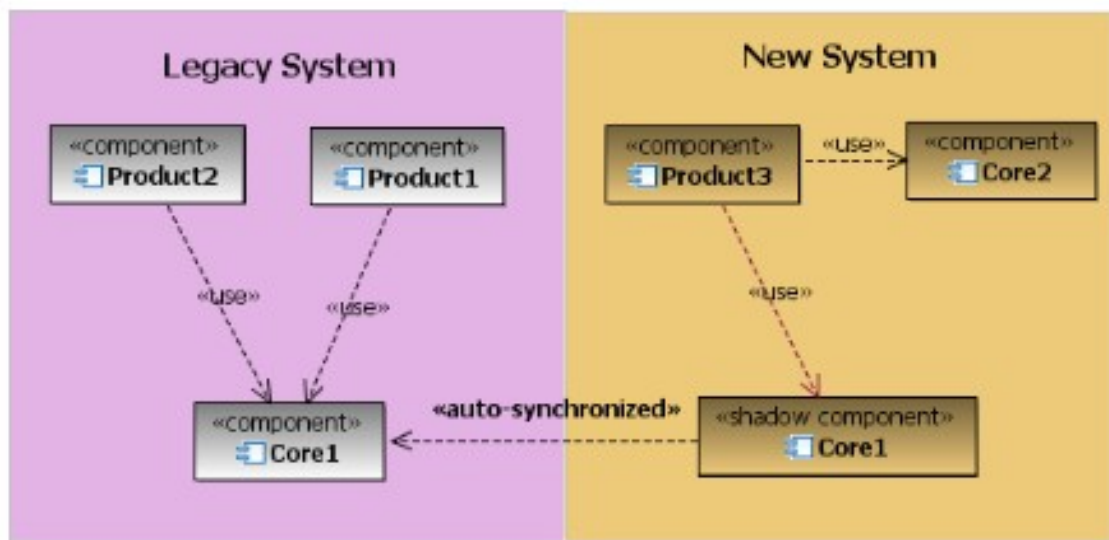 Legacy System
«component»
Product2
«component»
Product1
«use»
«use»
«component»
Core1
New System
«component»
Product3
«use»
«component»
Core2
«use»
«auto-synchronized»
«shadow component»
Core1